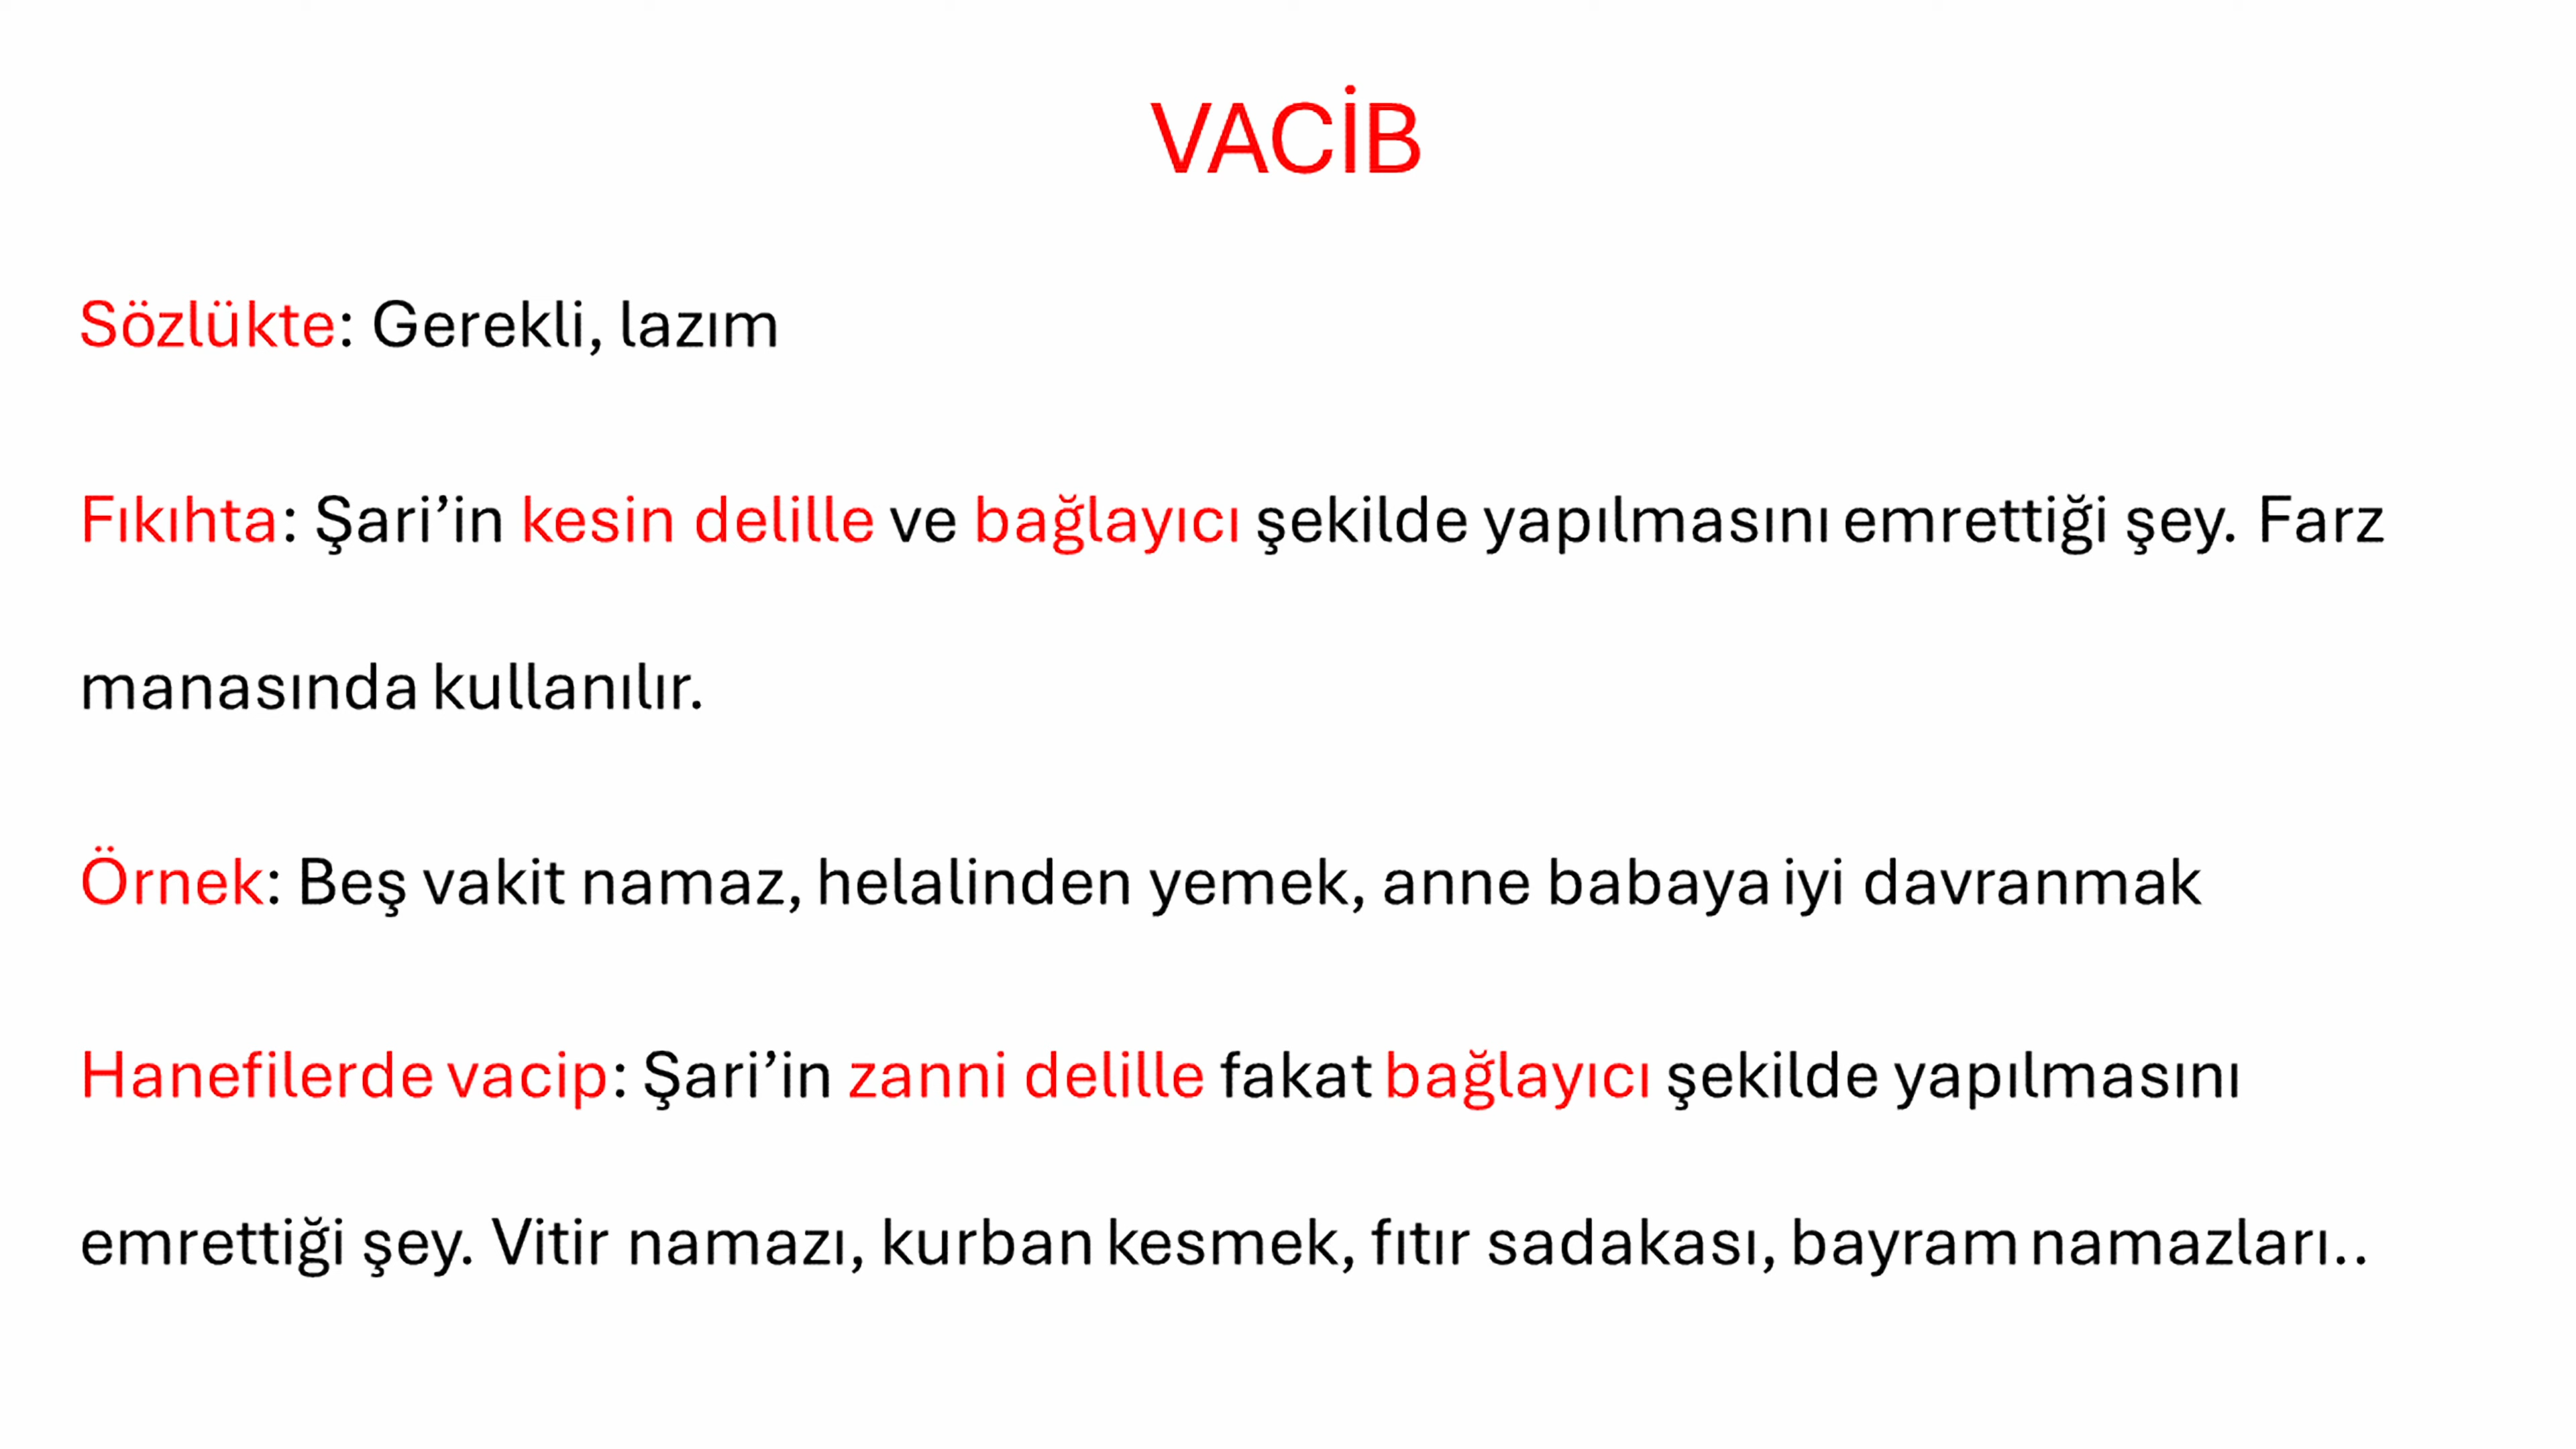 VACİB
Sözlükte: Gerekli, lazım
Fıkıhta: Şari’in kesin delille ve bağlayıcı şekilde yapılmasını emrettiği şey. Farz
manasında kullanılır.
Örnek: Beş vakit namaz, helalinden yemek, anne babaya iyi davranmak
Hanefilerde vacip: Şari’in zanni delille fakat bağlayıcı şekilde yapılmasını
emrettiği şey. Vitir namazı, kurban kesmek, fıtır sadakası, bayram namazları..